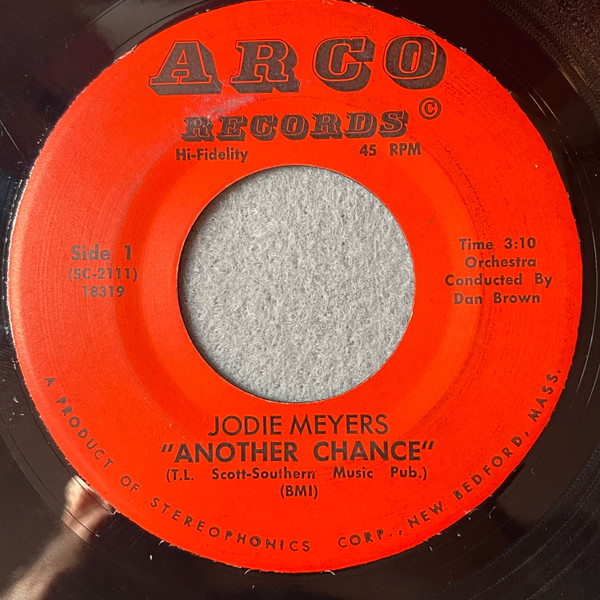 ARCO
RECORDS ©
Hi-Fidelity 45 RPM
Side 1
(SC-2111)
18319
Time 3:10
Orchestra
Conducted By
Dan Brown
JODIE MEYERS
"ANOTHER CHANCE"
(T.L. Scott-Southern Music Pub.)
(BMI)
A PRODUCT OF STEREOPHONICS CORP., NEW BEDFORD, MASS.